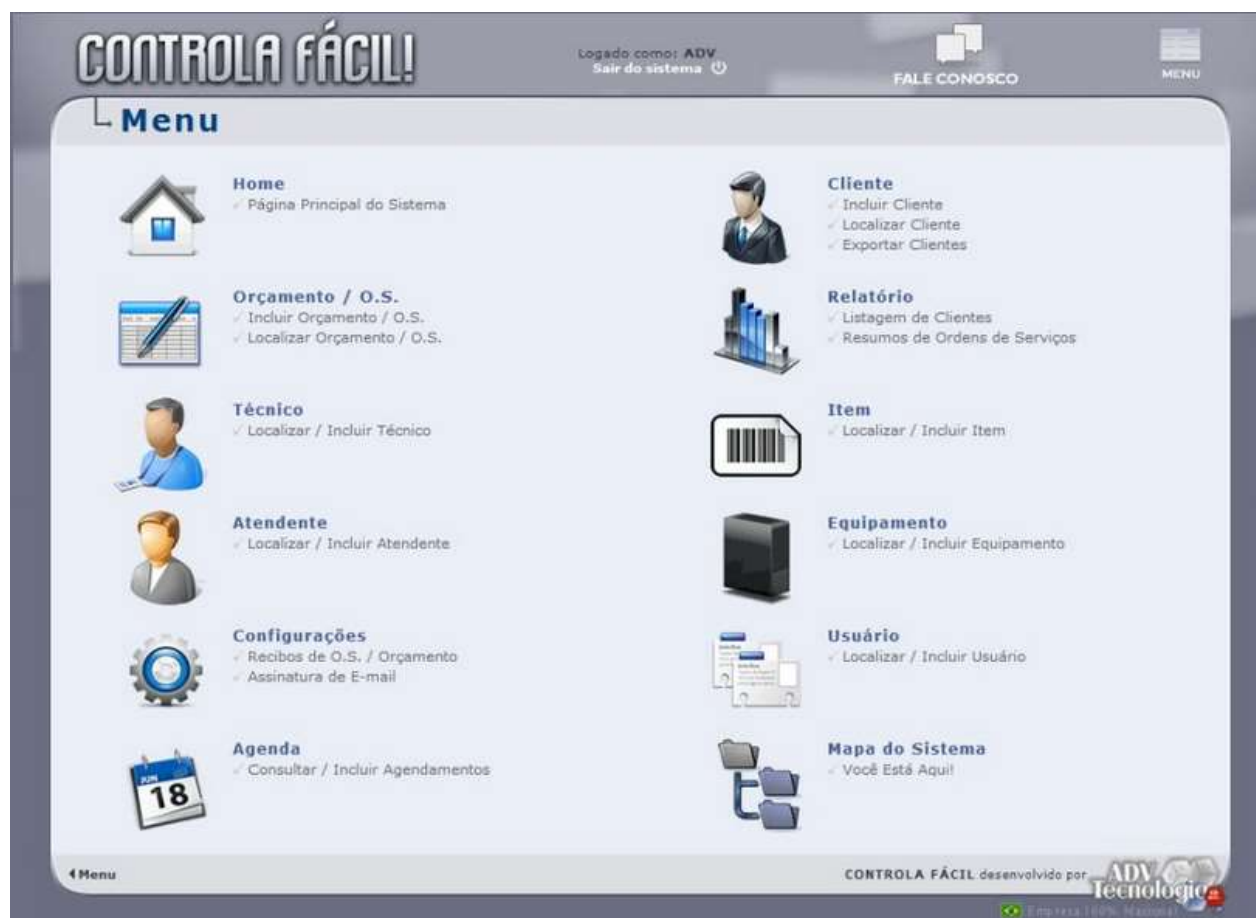 CONTROLA FÁCIL!
Logado como: ADV
Sair do sistema
FALE CONOSCO
MENU
Menu
Home
Página Principal do Sistema
Cliente
Incluir Cliente
Localizar Cliente
Exportar Clientes
Orçamento / O.S.
Incluir Orçamento / O.S.
Localizar Orçamento / O.S.
Relatório
Listagem de Clientes
Resumos de Ordens de Serviços
Técnico
Localizar / Incluir Técnico
Item
Localizar / Incluir Item
Atendente
Localizar / Incluir Atendente
Equipamento
Localizar / Incluir Equipamento
Configurações
Recibos de O.S. / Orçamento
Assinatura de E-mail
Usuário
Localizar / Incluir Usuário
Agenda
Consultar / Incluir Agendamentos
JUN
18
Mapa do Sistema
Você Está Aqui!
Menu
CONTROLA FÁCIL desenvolvido por
ADV
Tecnologia
Empresa 100% Nacional